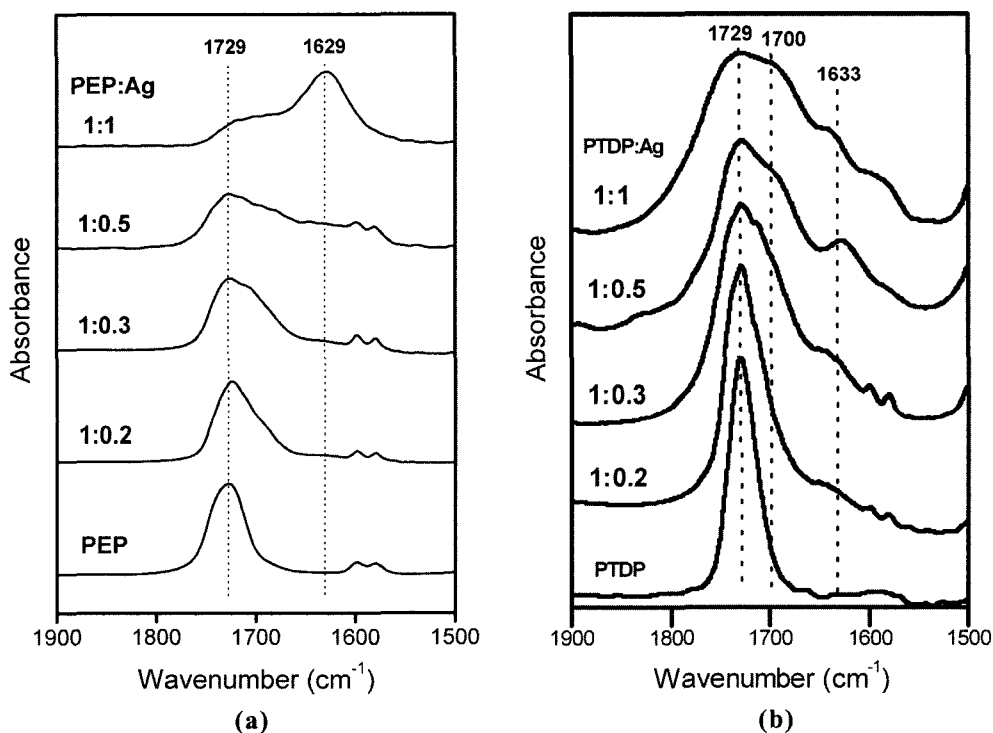 1729
1629
PEP:Ag
1:1
1:0.5
1:0.3
1:0.2
PEP
Absorbance
1900
1800
1700
1600
1500
Wavenumber (cm⁻¹)
(a)
1729
1700
1633
PTDP:Ag
1:1
1:0.5
1:0.3
1:0.2
PTDP
Absorbance
1900
1800
1700
1600
1500
Wavenumber (cm⁻¹)
(b)